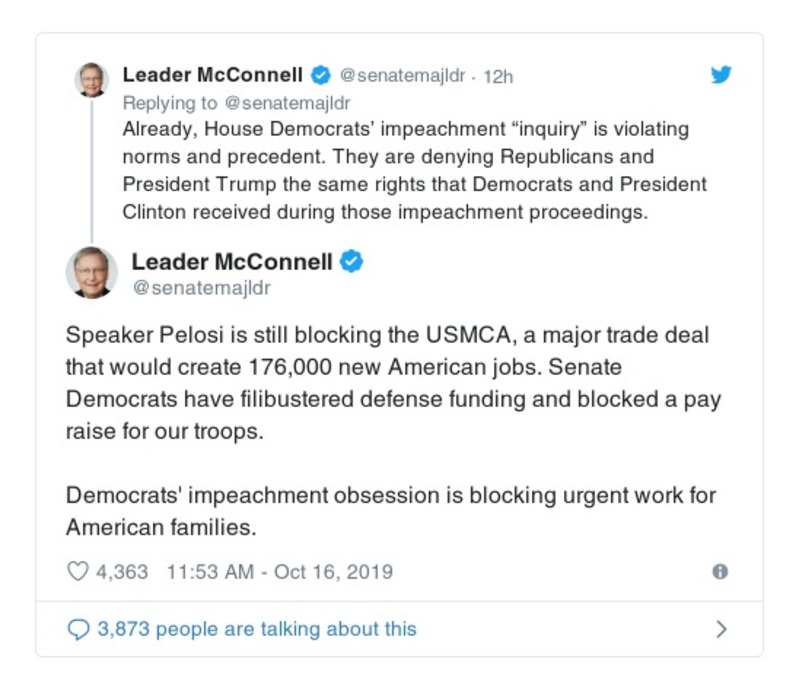 Leader McConnell @senatemajldr · 12h
Replying to @senatemajldr
Already, House Democrats’ impeachment “inquiry” is violating
norms and precedent. They are denying Republicans and
President Trump the same rights that Democrats and President
Clinton received during those impeachment proceedings.
Leader McConnell
@senatemajldr
Speaker Pelosi is still blocking the USMCA, a major trade deal
that would create 176,000 new American jobs. Senate
Democrats have filibustered defense funding and blocked a pay
raise for our troops.
Democrats' impeachment obsession is blocking urgent work for
American families.
4,363 11:53 AM - Oct 16, 2019
3,873 people are talking about this